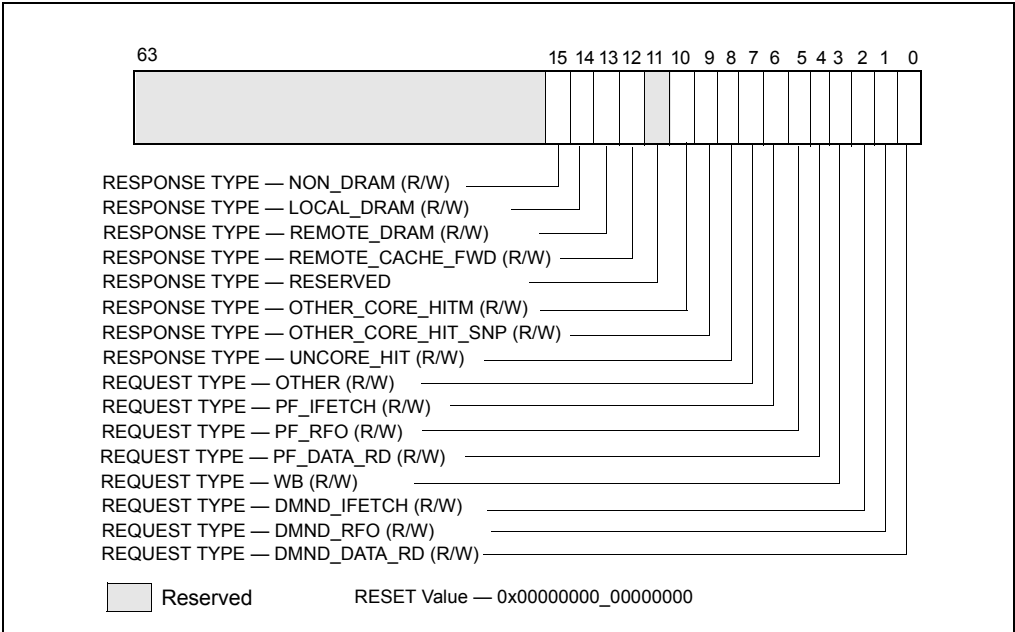 63 15 14 13 12 11 10 9 8 7 6 5 4 3 2 1 0
RESPONSE TYPE — NON_DRAM (R/W)
RESPONSE TYPE — LOCAL_DRAM (R/W)
RESPONSE TYPE — REMOTE_DRAM (R/W)
RESPONSE TYPE — REMOTE_CACHE_FWD (R/W)
RESPONSE TYPE — RESERVED
RESPONSE TYPE — OTHER_CORE_HITM (R/W)
RESPONSE TYPE — OTHER_CORE_HIT_SNP (R/W)
RESPONSE TYPE — UNCORE_HIT (R/W)
REQUEST TYPE — OTHER (R/W)
REQUEST TYPE — PF_IFETCH (R/W)
REQUEST TYPE — PF_RFO (R/W)
REQUEST TYPE — PF_DATA_RD (R/W)
REQUEST TYPE — WB (R/W)
REQUEST TYPE — DMND_IFETCH (R/W)
REQUEST TYPE — DMND_RFO (R/W)
REQUEST TYPE — DMND_DATA_RD (R/W)
Reserved RESET Value — 0x00000000_00000000